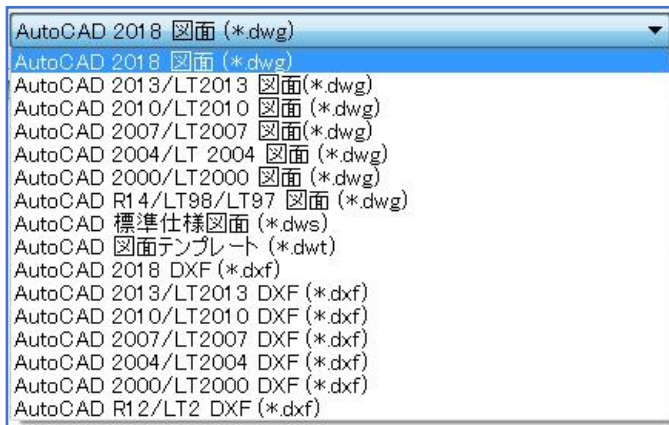 AutoCAD 2018 図面 (*.dwg)
AutoCAD 2018 図面 (*.dwg)
AutoCAD 2013/LT2013 図面(*.dwg)
AutoCAD 2010/LT2010 図面 (*.dwg)
AutoCAD 2007/LT2007 図面(*.dwg)
AutoCAD 2004/LT 2004 図面 (*.dwg)
AutoCAD 2000/LT2000 図面 (*.dwg)
AutoCAD R14/LT98/LT97 図面 (*.dwg)
AutoCAD 標準仕様図面 (*.dws)
AutoCAD 図面テンプレート (*.dwt)
AutoCAD 2018 DXF (*.dxf)
AutoCAD 2013/LT2013 DXF (*.dxf)
AutoCAD 2010/LT2010 DXF (*.dxf)
AutoCAD 2007/LT2007 DXF (*.dxf)
AutoCAD 2004/LT2004 DXF (*.dxf)
AutoCAD 2000/LT2000 DXF (*.dxf)
AutoCAD R12/LT2 DXF (*.dxf)